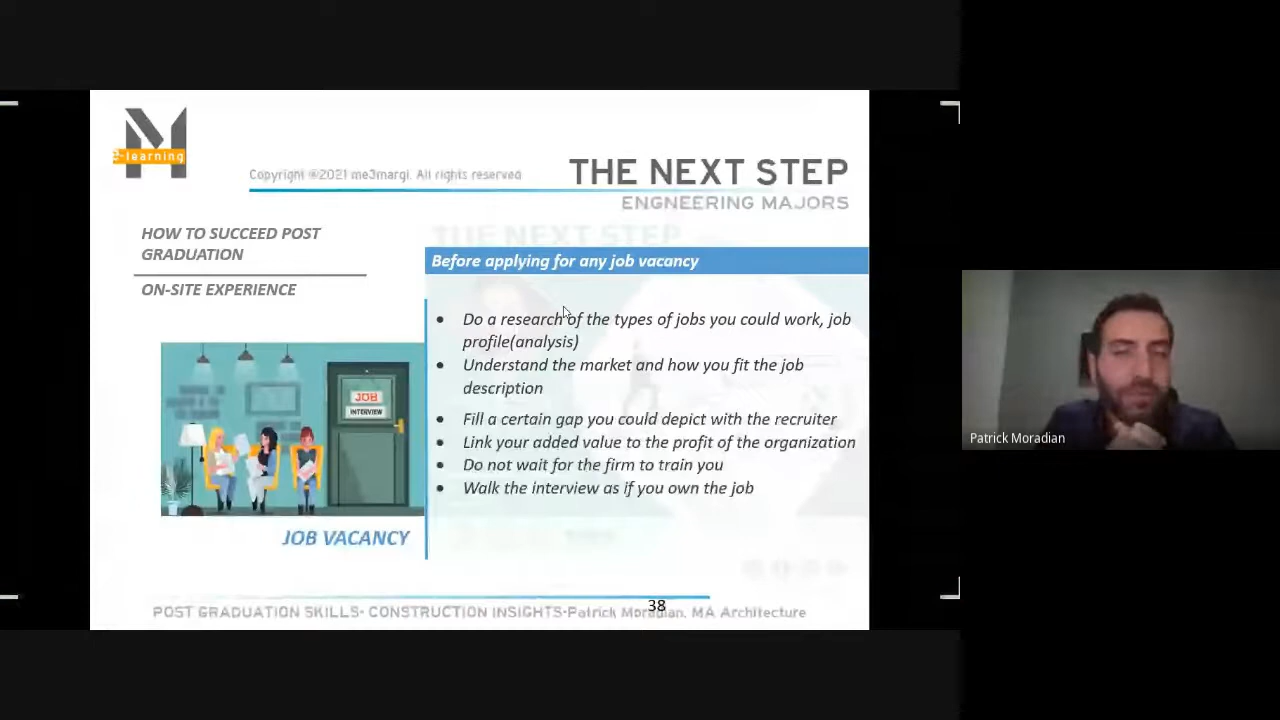 e-learning
Copyright ©2021 me3margi. All rights reserved
THE NEXT STEP
ENGNEERING MAJORS
HOW TO SUCCEED POST
GRADUATION
ON-SITE EXPERIENCE
THE NEXT STEP
Before applying for any job vacancy
• Do a research of the types of jobs you could work, job
profile(analysis)
• Understand the market and how you fit the job
description
• Fill a certain gap you could depict with the recruiter
• Link your added value to the profit of the organization
• Do not wait for the firm to train you
• Walk the interview as if you own the job
JOB
INTERVIEW
JOB VACANCY
38
POST GRADUATION SKILLS- CONSTRUCTION INSIGHTS-Patrick Moradian, MA Architecture
Patrick Moradian